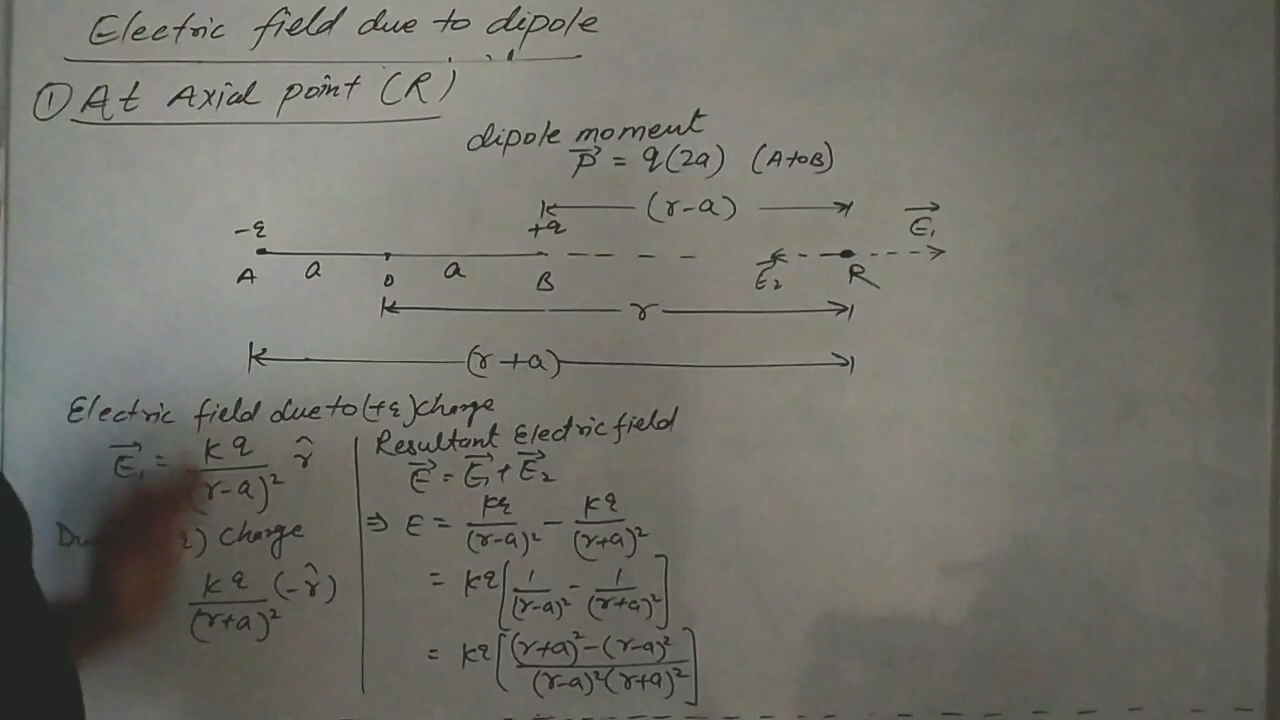 Electric field due to dipole
① At Axial point (R)
dipole moment
p⃗ = q(2a) (A to B)
(r-a)
-q +q E⃗₁
A a O a B E⃗₂ R
r
(r+a)
Electric field due to (+q) charge
E⃗₁ = kq/(r-a)² r̂
Du q) charge
kq/(r+a)² (-r̂)
Resultant Electric field
E⃗ = E⃗₁ + E⃗₂
⇒ E = kq/(r-a)² - kq/(r+a)²
= kq[1/(r-a)² - 1/(r+a)²]
= kq[((r+a)² - (r-a)²)/((r-a)²(r+a)²)]